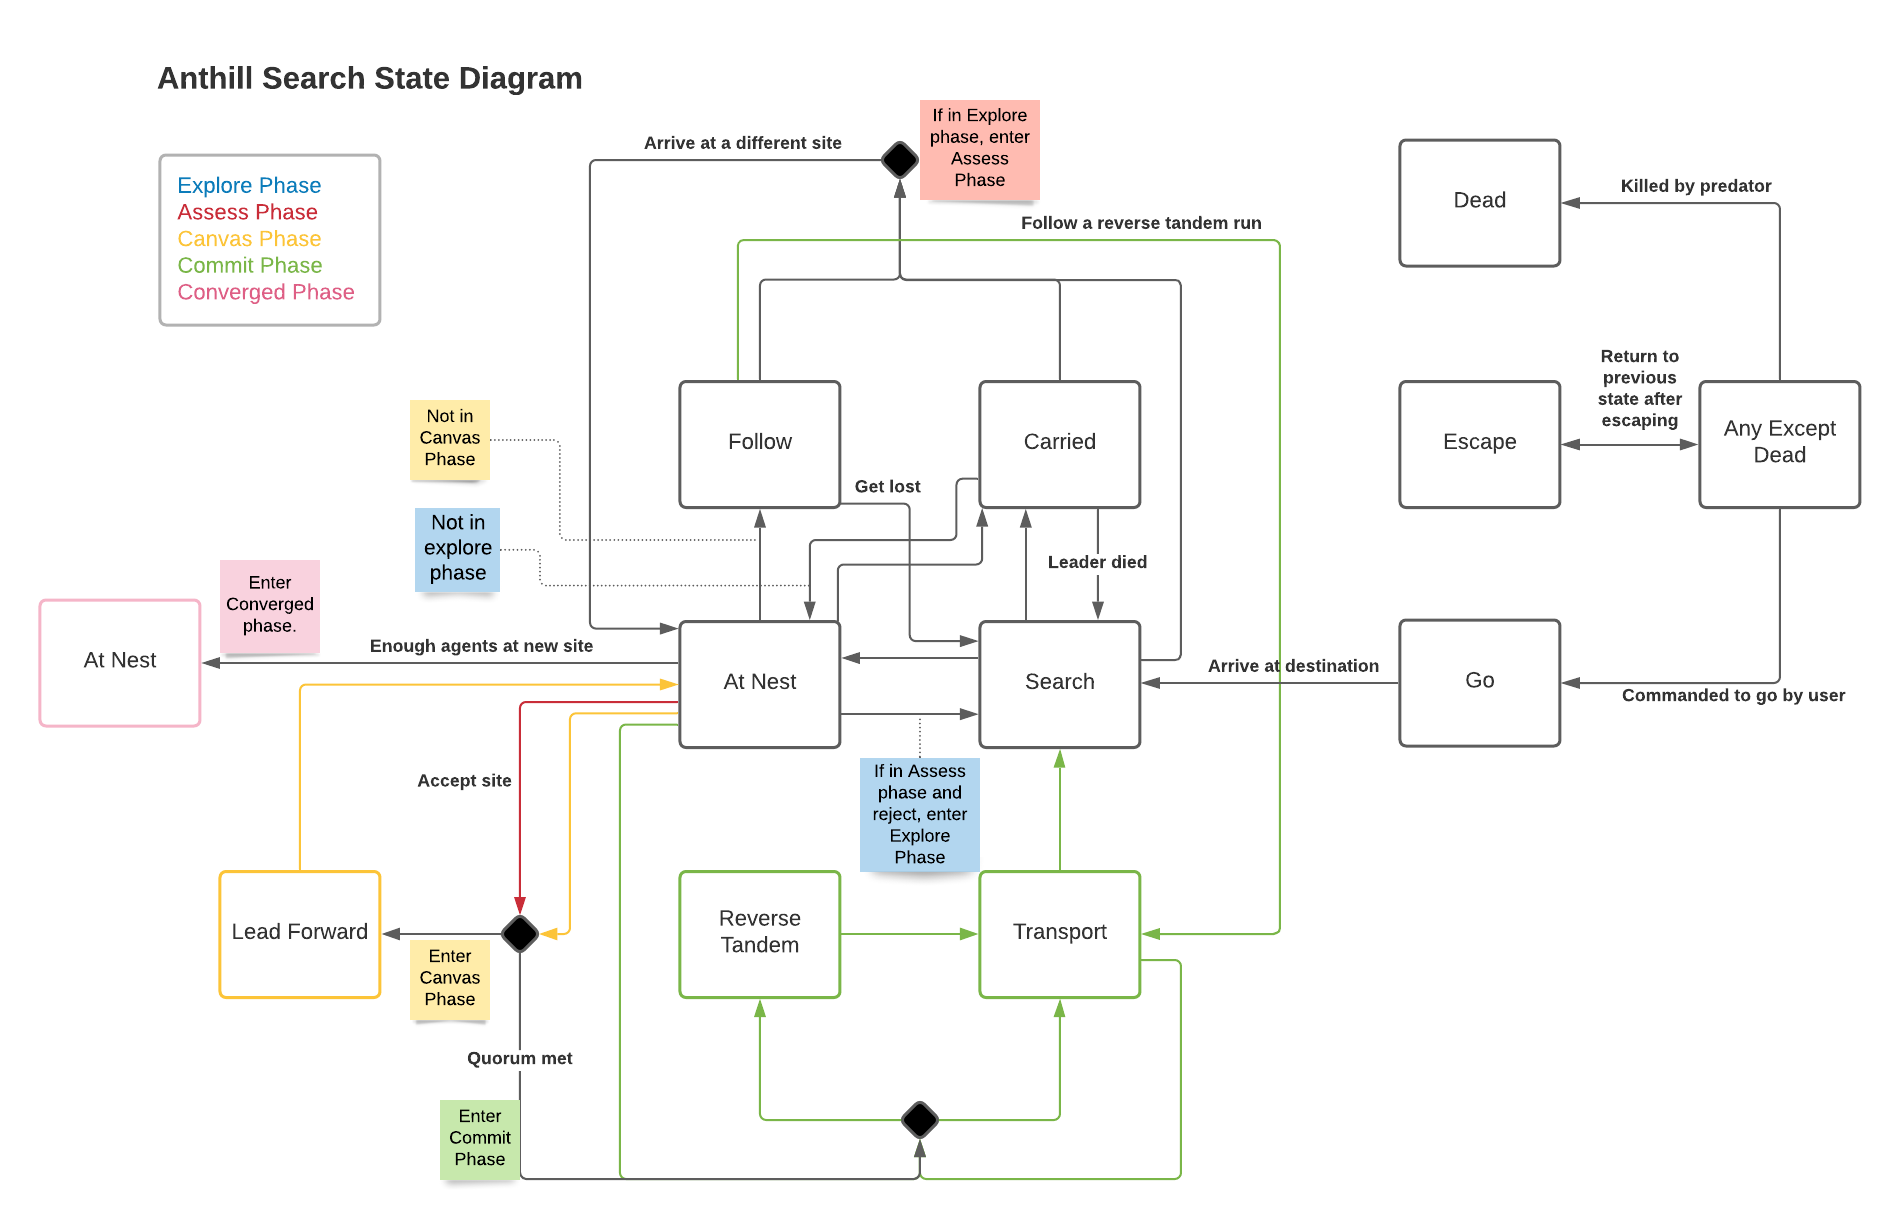 Anthill Search State Diagram
Explore Phase
Assess Phase
Canvas Phase
Commit Phase
Converged Phase
Arrive at a different site
If in Explore
phase, enter
Assess
Phase
Follow a reverse tandem run
Dead
Killed by predator
Return to
previous
state after
escaping
Not in
Canvas
Phase
Follow
Carried
Escape
Any Except
Dead
Get lost
Not in
explore
phase
Leader died
Enter
Converged
phase.
At Nest
Enough agents at new site
At Nest
Search
Arrive at destination
Go
Commanded to go by user
Accept site
If in Assess
phase and
reject, enter
Explore
Phase
Lead Forward
Reverse
Tandem
Transport
Enter
Canvas
Phase
Quorum met
Enter
Commit
Phase